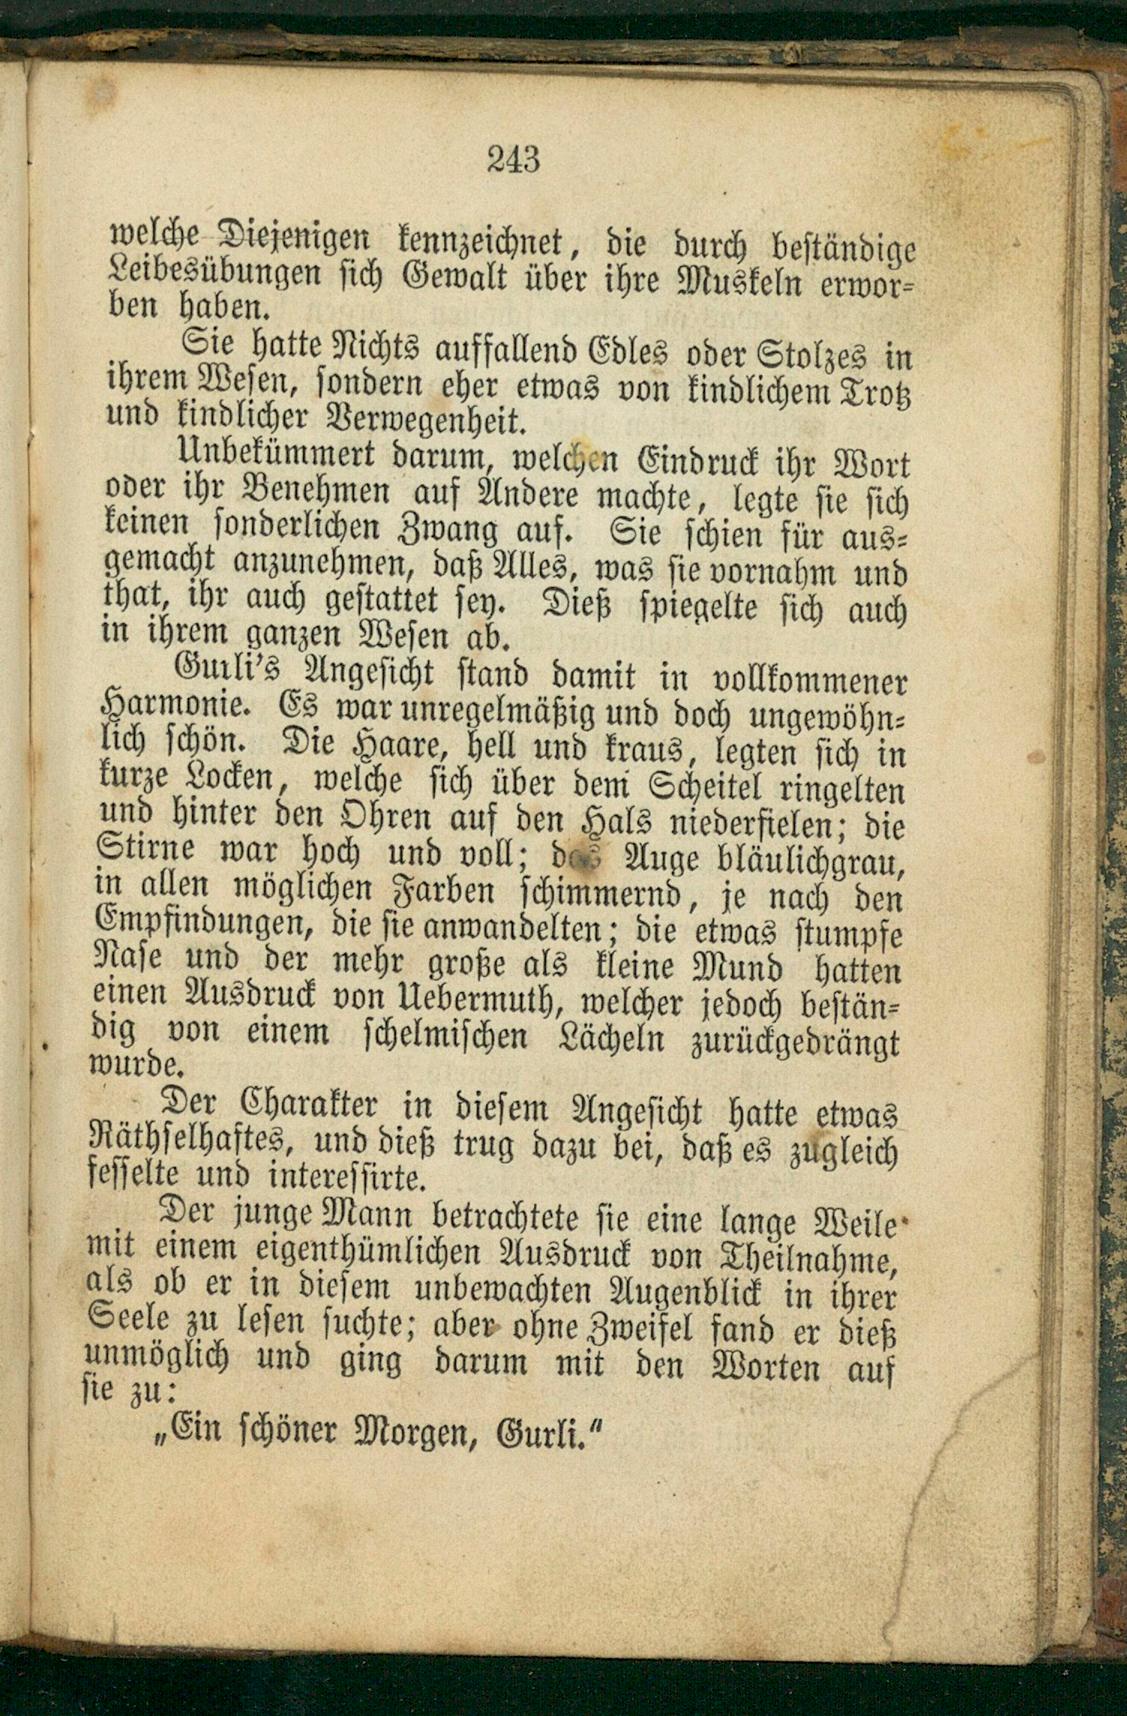 243
welche Diejenigen kennzeichnet, die durch beständige
Leibesübungen sich Gewalt über ihre Muskeln erwor-
ben haben.
Sie hatte Nichts auffallend Edles oder Stolzes in
ihrem Wesen, sondern eher etwas von kindlichem Trotz
und kindlicher Verwegenheit.
Unbekümmert darum, welchen Eindruck ihr Wort
oder ihr Benehmen auf Andere machte, legte sie sich
keinen sonderlichen Zwang auf. Sie schien für aus-
gemacht anzunehmen, daß Alles, was sie vornahm und
that, ihr auch gestattet sey. Dieß spiegelte sich auch
in ihrem ganzen Wesen ab.
Gurli's Angesicht stand damit in vollkommener
Harmonie. Es war unregelmäßig und doch ungewöhn-
lich schön. Die Haare, hell und kraus, legten sich in
kurze Locken, welche sich über dem Scheitel ringelten
und hinter den Ohren auf den Hals niederfielen; die
Stirne war hoch und voll; das Auge bläulichgrau,
in allen möglichen Farben schimmernd, je nach den
Empfindungen, die sie anwandelten; die etwas stumpfe
Nase und der mehr große als kleine Mund hatten
einen Ausdruck von Uebermuth, welcher jedoch bestän-
dig von einem schelmischen Lächeln zurückgedrängt
wurde.
Der Charakter in diesem Angesicht hatte etwas
Räthselhaftes, und dieß trug dazu bei, daß es zugleich
fesselte und interessirte.
Der junge Mann betrachtete sie eine lange Weile
mit einem eigenthümlichen Ausdruck von Theilnahme,
als ob er in diesem unbewachten Augenblick in ihrer
Seele zu lesen suchte; aber ohne Zweifel fand er dieß
unmöglich und ging darum mit den Worten auf
sie zu:
„Ein schöner Morgen, Gurli.“